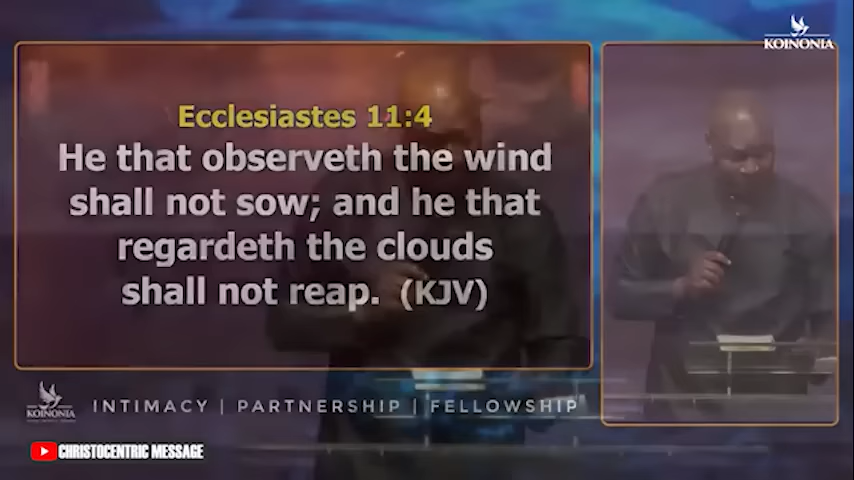 KOINONIA
Ecclesiastes 11:4
He that observeth the wind
shall not sow; and he that
regardeth the clouds
shall not reap. (KJV)
KOINONIA
INTIMACY | PARTNERSHIP | FELLOWSHIP
CHRISTOCENTRIC MESSAGE